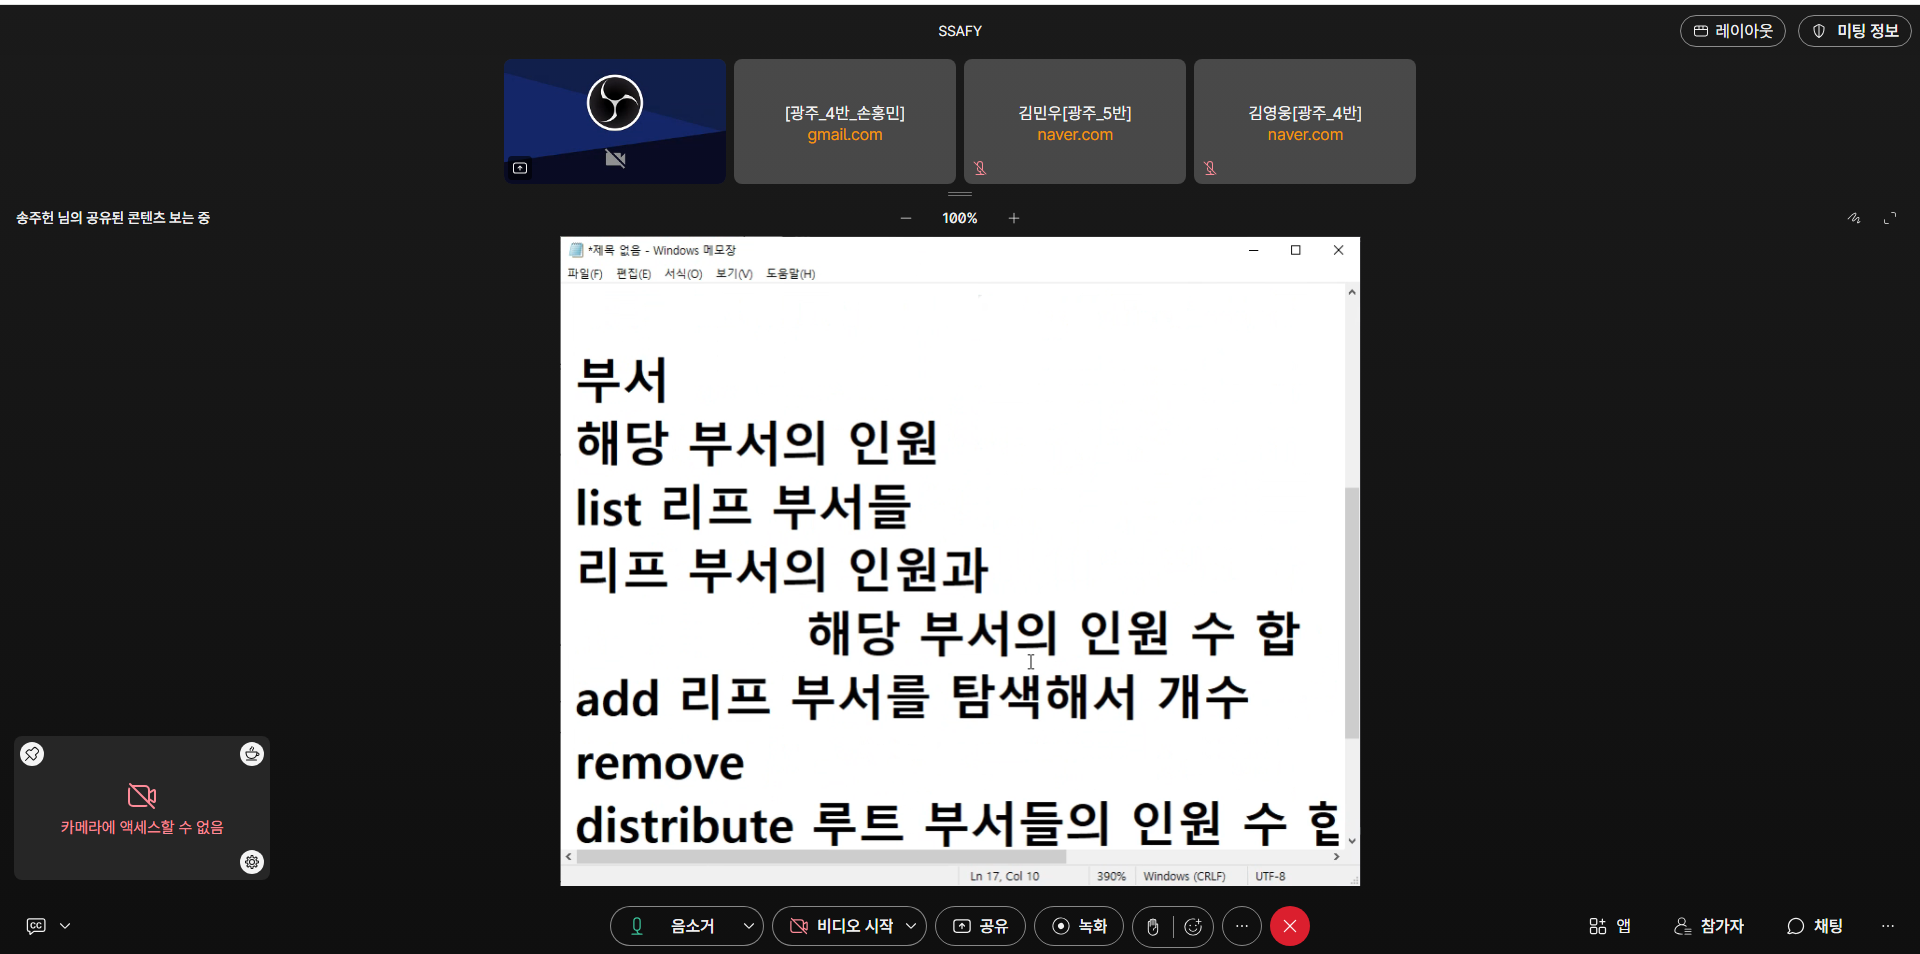 SSAFY
레이아웃
미팅 정보
[광주_4반_손홍민]
gmail.com
김민우[광주_5반]
naver.com
김영웅[광주_4반]
naver.com
송주헌 님의 공유된 콘텐츠 보는 중
100%
*제목 없음 - Windows 메모장
파일(F) 편집(E) 서식(O) 보기(V) 도움말(H)
부서
해당 부서의 인원
list 리프 부서들
리프 부서의 인원과
해당 부서의 인원 수 합
add 리프 부서를 탐색해서 개수
remove
distribute 루트 부서들의 인원 수 합
Ln 17, Col 10
390%
Windows (CRLF)
UTF-8
카메라에 액세스할 수 없음
CC
음소거
비디오 시작
공유
녹화
앱
참가자
채팅